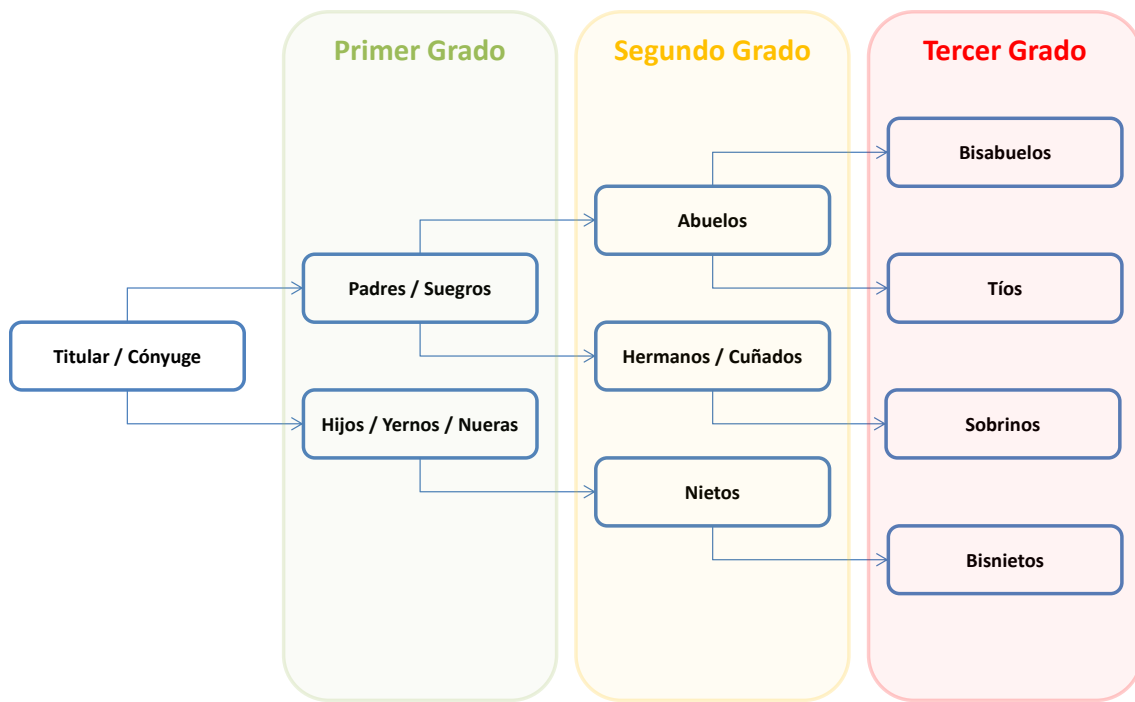 Primer Grado
Segundo Grado
Tercer Grado
Bisabuelos
Abuelos
Padres / Suegros
Tíos
Titular / Cónyuge
Hermanos / Cuñados
Hijos / Yernos / Nueras
Sobrinos
Nietos
Bisnietos